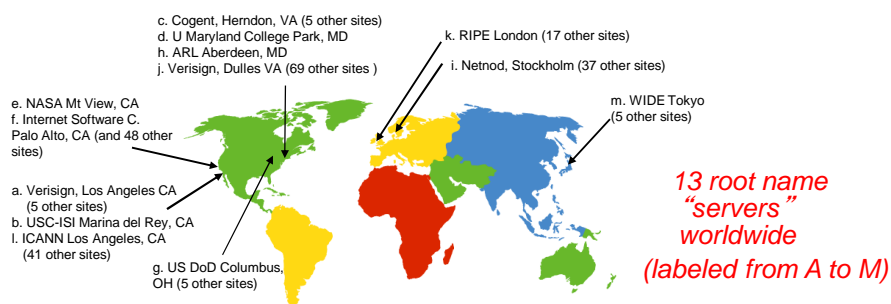 c. Cogent, Herndon, VA (5 other sites)
d. U Maryland College Park, MD
h. ARL Aberdeen, MD
j. Verisign, Dulles VA (69 other sites )
k. RIPE London (17 other sites)
i. Netnod, Stockholm (37 other sites)
m. WIDE Tokyo
(5 other sites)
e. NASA Mt View, CA
f. Internet Software C.
Palo Alto, CA (and 48 other
sites)
a. Verisign, Los Angeles CA
(5 other sites)
b. USC-ISI Marina del Rey, CA
l. ICANN Los Angeles, CA
(41 other sites)
g. US DoD Columbus,
OH (5 other sites)
13 root name
“servers”
worldwide
(labeled from A to M)